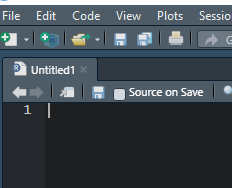 File Edit Code View Plots Sessio
Untitled1
Source on Save
1